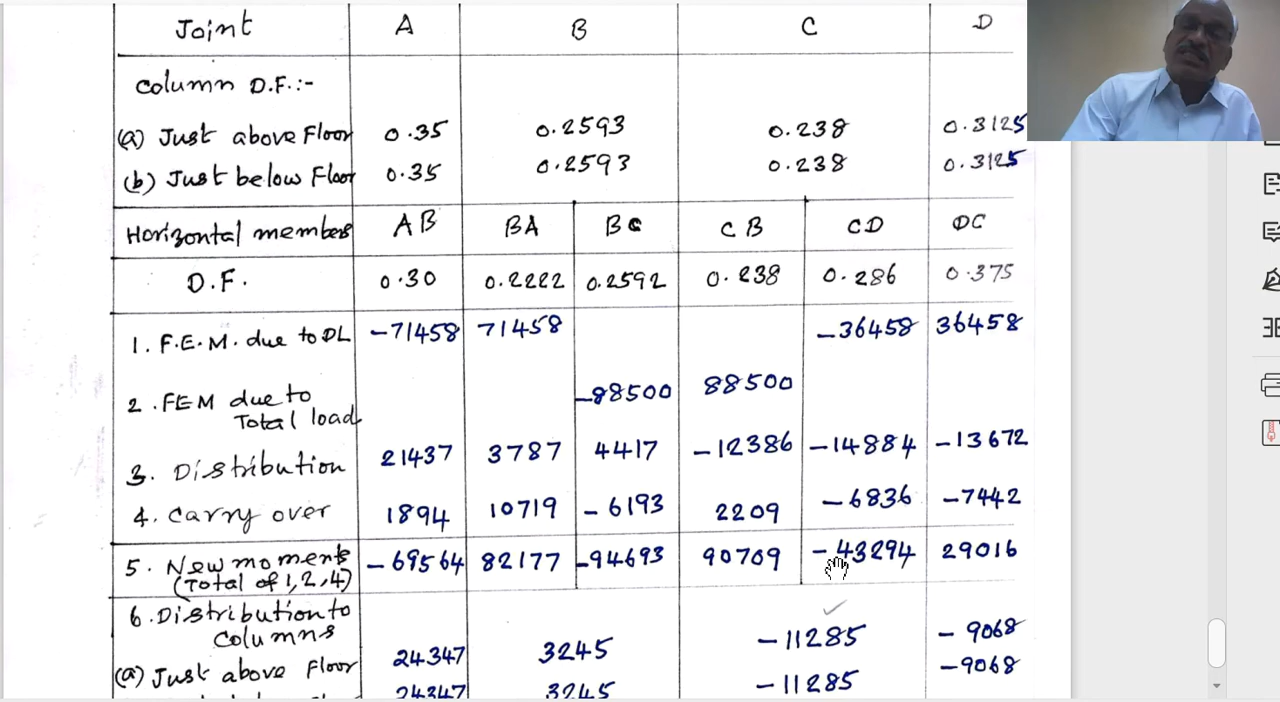 Joint A B C D
Column D.F.:-
(a) Just above Floor 0.35 0.2593 0.238 0.3125
(b) Just below Floor 0.35 0.2593 0.238 0.3125
Horizontal members AB BA BC CB CD DC
D.F. 0.30 0.2222 0.2592 0.238 0.286 0.375
1. F.E.M. due to DL -71458 71458 -36458 36458
2. FEM due to -88500 88500
Total load
3. Distribution 21437 3787 4417 -12386 -14884 -13672
4. Carry over 1894 10719 -6193 2209 -6836 -7442
5. New moments -69564 82177 -94693 90709 -43294 29016
(Total of 1,2,4)
6. Distribution to
Columns
(a) Just above Floor 24347 3245 -11285 -9068
24347 3245 -11285 -9068